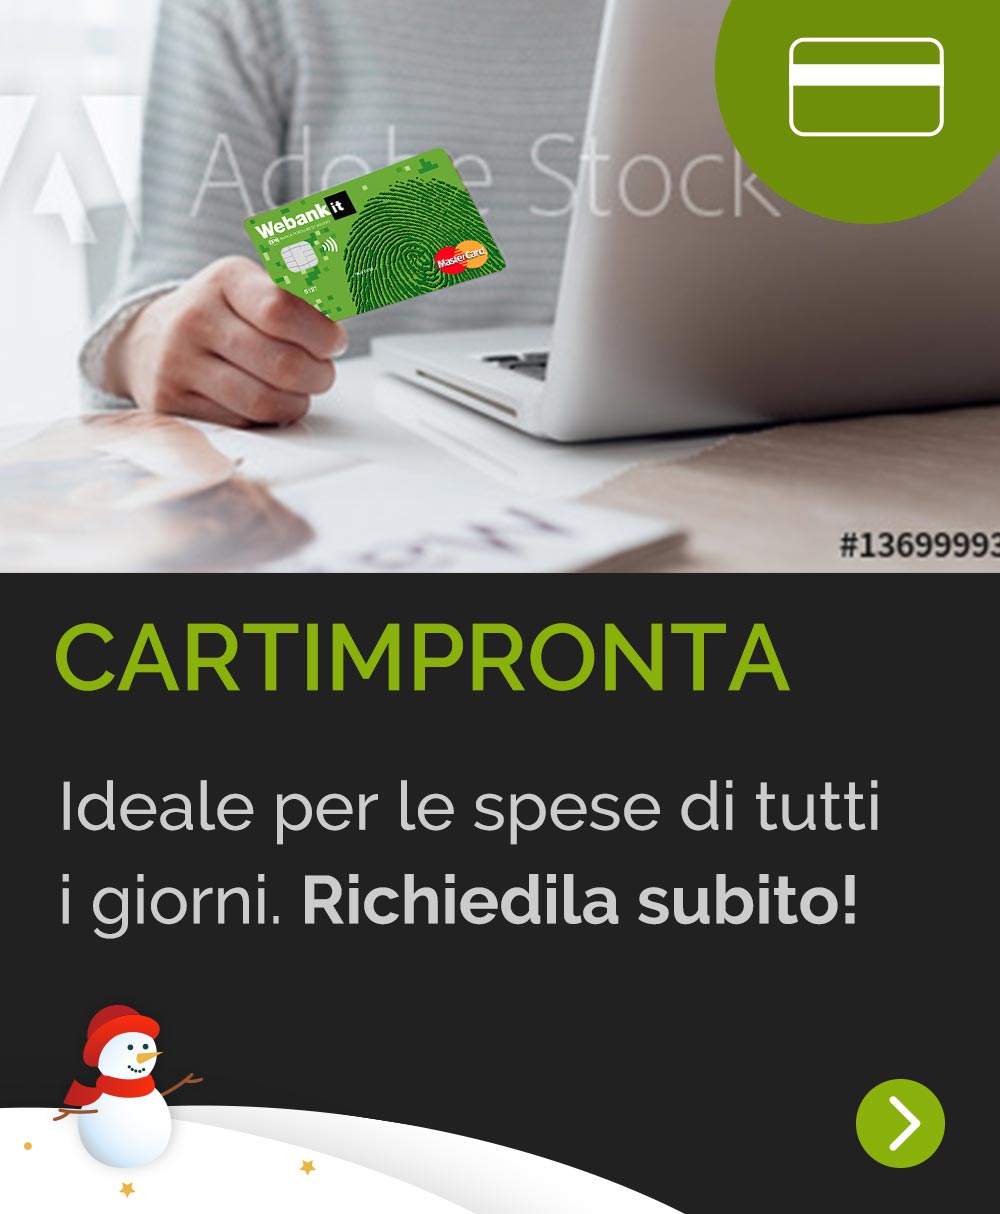 Adobe Stock
Webank.it
MasterCard
#13699993
CARTIMPRONTA
Ideale per le spese di tutti
i giorni. Richiedila subito!